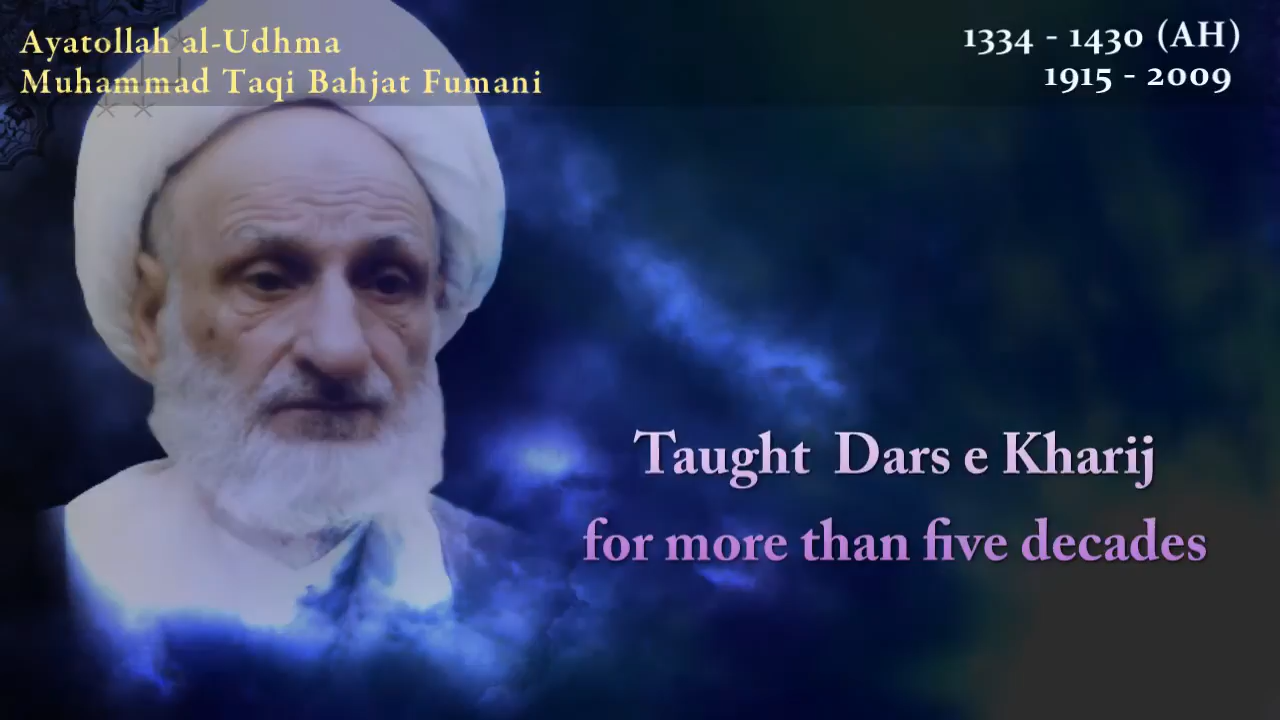 Ayatollah al-Udhma
Muhammad Taqi Bahjat Fumani
1334 - 1430 (AH)
1915 - 2009
Taught Dars e Kharij
for more than five decades